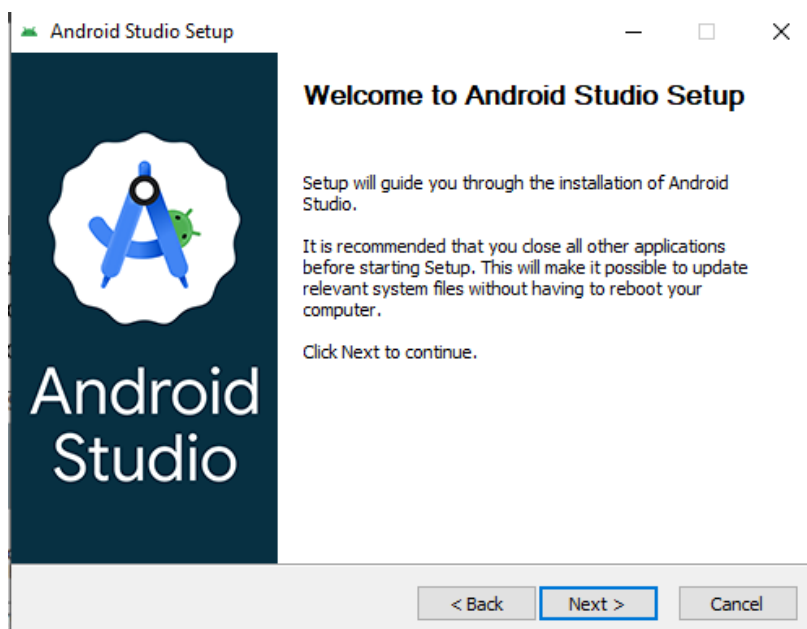 Android Studio Setup
Welcome to Android Studio Setup
Setup will guide you through the installation of Android
Studio.
It is recommended that you close all other applications
before starting Setup. This will make it possible to update
relevant system files without having to reboot your
computer.
Click Next to continue.
Android
Studio
< Back Next > Cancel